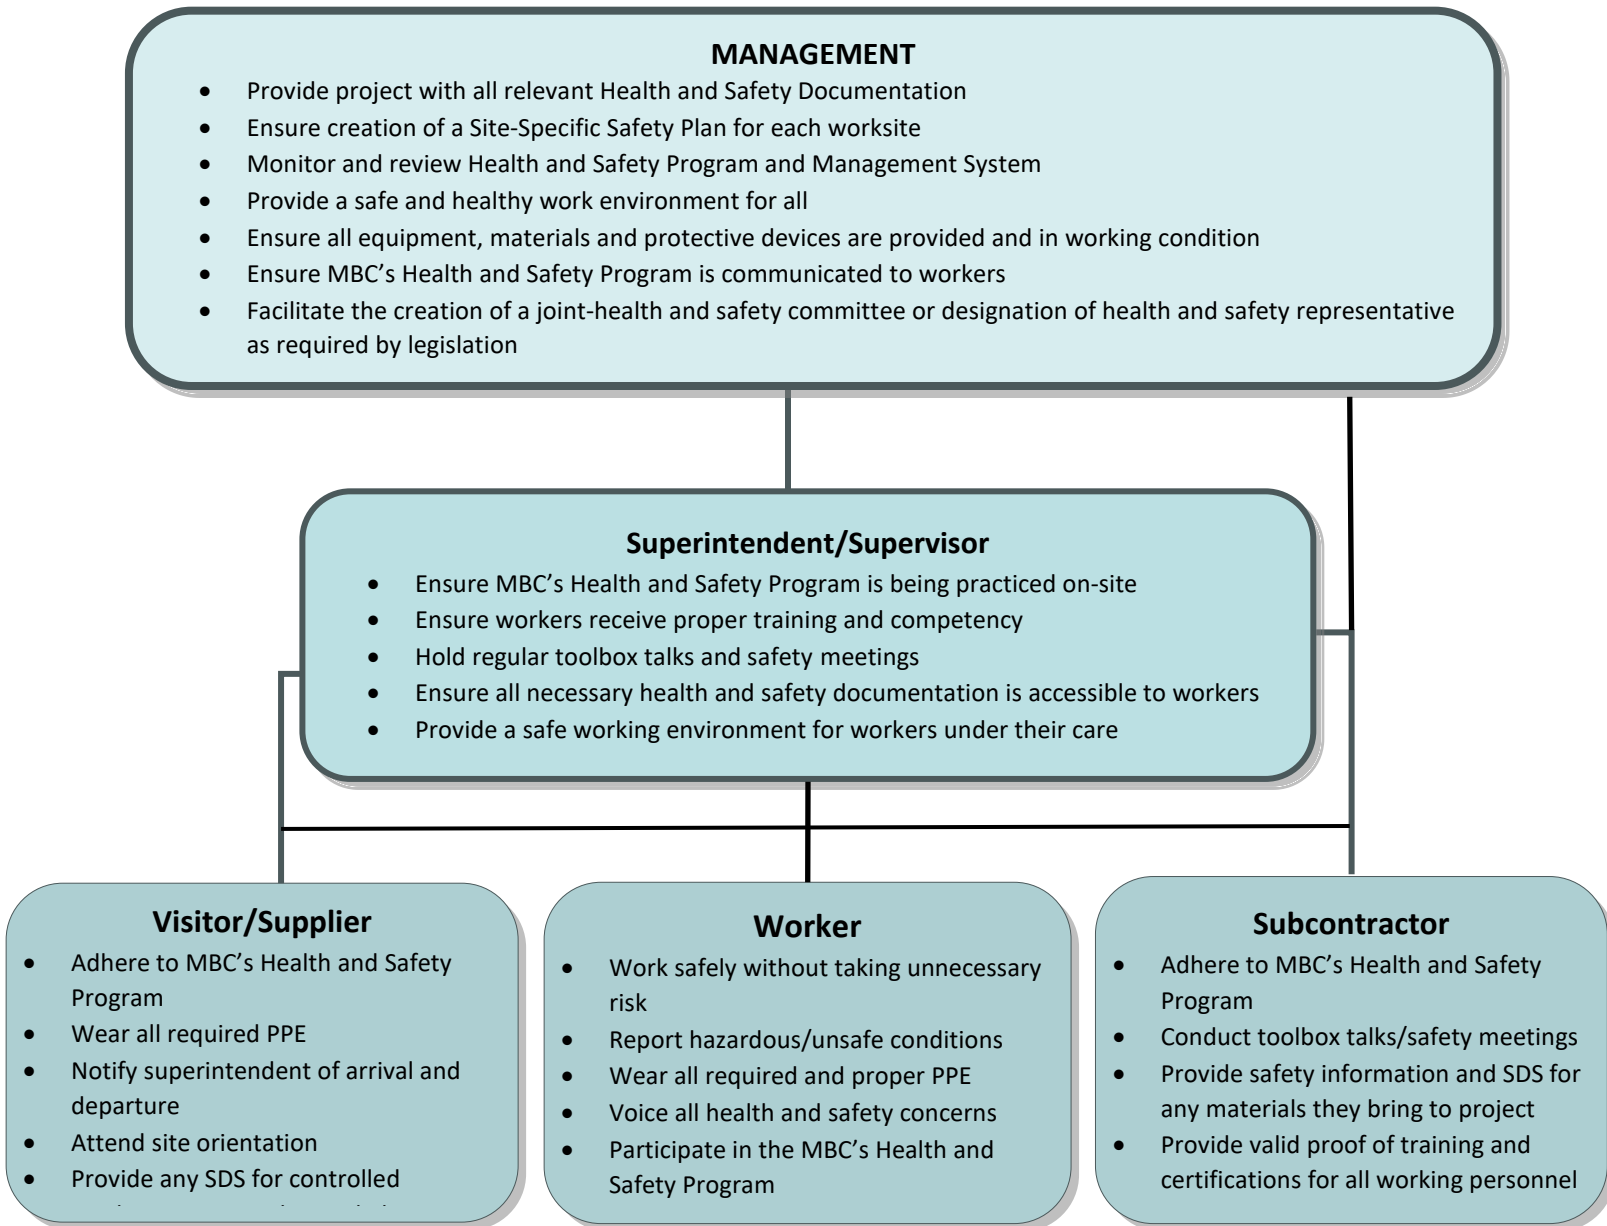 MANAGEMENT
• Provide project with all relevant Health and Safety Documentation
• Ensure creation of a Site-Specific Safety Plan for each worksite
• Monitor and review Health and Safety Program and Management System
• Provide a safe and healthy work environment for all
• Ensure all equipment, materials and protective devices are provided and in working condition
• Ensure MBC’s Health and Safety Program is communicated to workers
• Facilitate the creation of a joint-health and safety committee or designation of health and safety representative
as required by legislation
Superintendent/Supervisor
• Ensure MBC’s Health and Safety Program is being practiced on-site
• Ensure workers receive proper training and competency
• Hold regular toolbox talks and safety meetings
• Ensure all necessary health and safety documentation is accessible to workers
• Provide a safe working environment for workers under their care
Visitor/Supplier
• Adhere to MBC’s Health and Safety
Program
• Wear all required PPE
• Notify superintendent of arrival and
departure
• Attend site orientation
• Provide any SDS for controlled
Worker
• Work safely without taking unnecessary
risk
• Report hazardous/unsafe conditions
• Wear all required and proper PPE
• Voice all health and safety concerns
• Participate in the MBC’s Health and
Safety Program
Subcontractor
• Adhere to MBC’s Health and Safety
Program
• Conduct toolbox talks/safety meetings
• Provide safety information and SDS for
any materials they bring to project
• Provide valid proof of training and
certifications for all working personnel